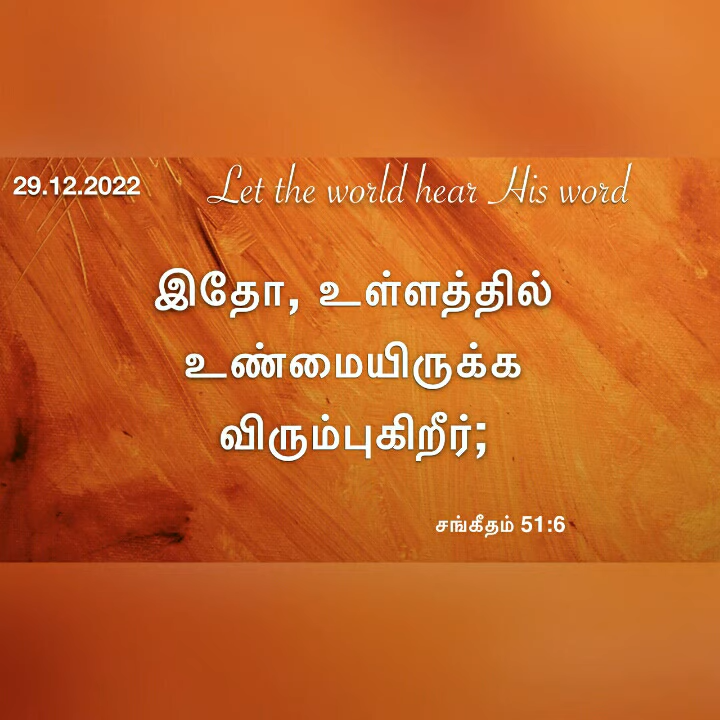 29.12.2022
Let the world hear His word
இதோ, உள்ளத்தில்
உண்மையிருக்க
விரும்புகிறீர்;
சங்கீதம் 51:6